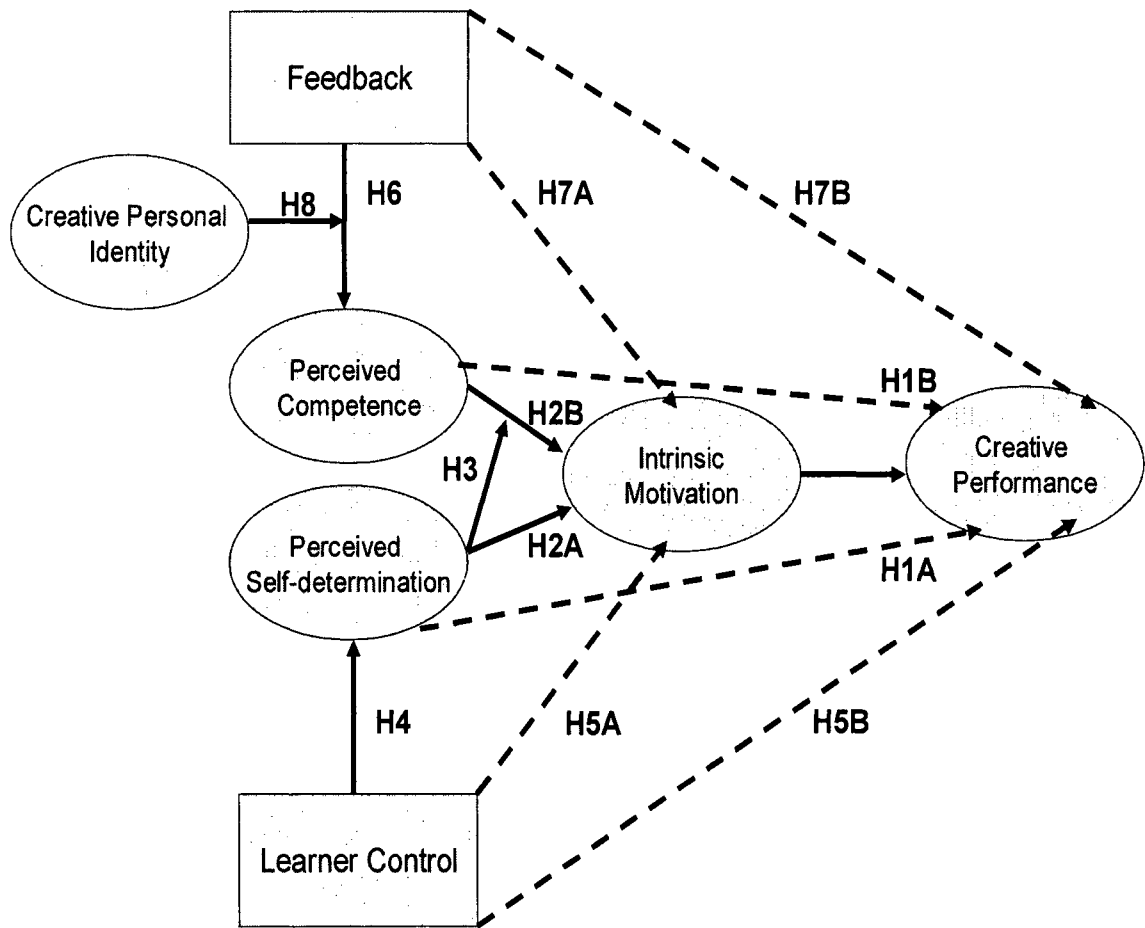 Feedback
H7A
H7B
H6
H8
Creative Personal
Identity
Perceived
Competence
H1B
H2B
H3
Intrinsic
Motivation
Creative
Performance
Perceived
Self-determination
H2A
H1A
H4
H5A
H5B
Learner Control